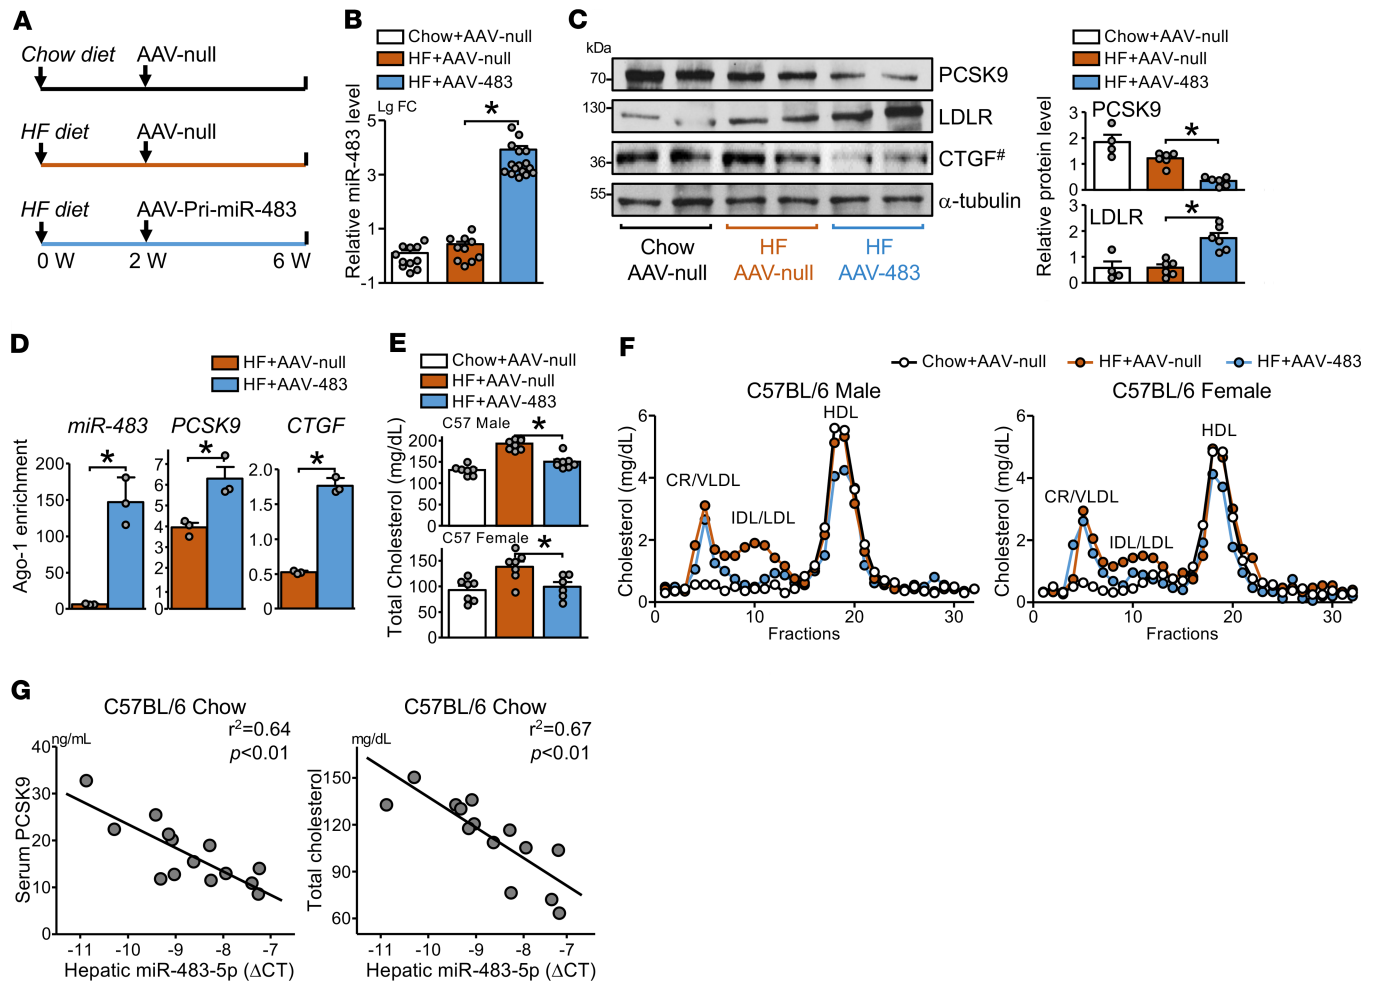 A
Chow diet AAV-null
HF diet AAV-null
HF diet AAV-Pri-miR-483
0 W 2 W 6 W
B
Chow+AAV-null
HF+AAV-null
HF+AAV-483
Lg FC
Relative miR-483 level
5
3
1
-1
*
C
kDa
70 PCSK9
130 LDLR
36 CTGF#
55 α-tubulin
Chow HF HF
AAV-null AAV-null AAV-483
Chow+AAV-null
HF+AAV-null
HF+AAV-483
Relative protein level
PCSK9
3
2
1
0
*
LDLR
3
2
1
0
*
D
HF+AAV-null
HF+AAV-483
miR-483 PCSK9 CTGF
Ago-1 enrichment
200
150
100
50
0
*
7
6
5
4
3
2
1
0
*
2.0
1.5
1.0
0.5
0
*
E
Chow+AAV-null
HF+AAV-null
HF+AAV-483
Total Cholesterol (mg/dL)
C57 Male
200
150
100
50
0
*
C57 Female
150
100
50
0
*
F
Chow+AAV-null HF+AAV-null HF+AAV-483
C57BL/6 Male
Cholesterol (mg/dL)
6
4
2
0
CR/VLDL
IDL/LDL
HDL
0 10 20 30
Fractions
C57BL/6 Female
Cholesterol (mg/dL)
6
4
2
0
CR/VLDL
IDL/LDL
HDL
0 10 20 30
Fractions
G
C57BL/6 Chow
r²=0.64
p<0.01
ng/mL
Serum PCSK9
40
30
20
10
0
-11 -10 -9 -8 -7
Hepatic miR-483-5p (ΔCT)
C57BL/6 Chow
r²=0.67
p<0.01
mg/dL
Total cholesterol
150
120
90
60
-11 -10 -9 -8 -7
Hepatic miR-483-5p (ΔCT)